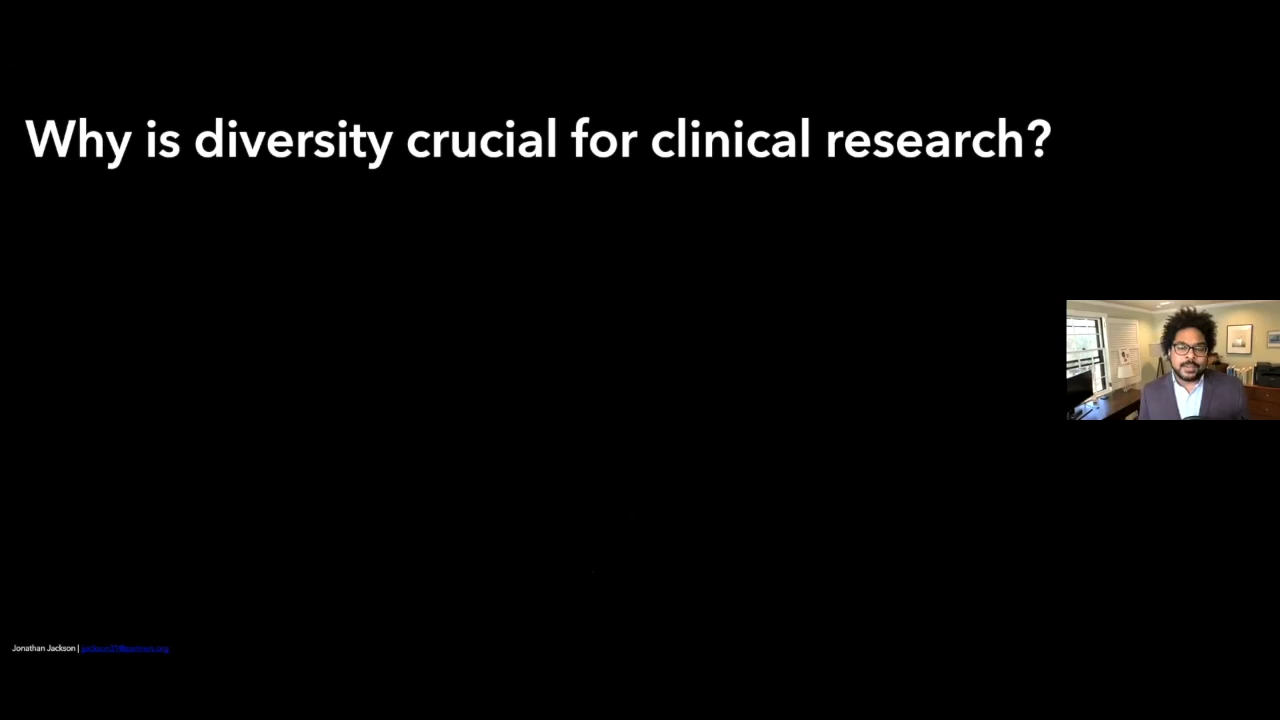 Why is diversity crucial for clinical research?
Jonathan Jackson |